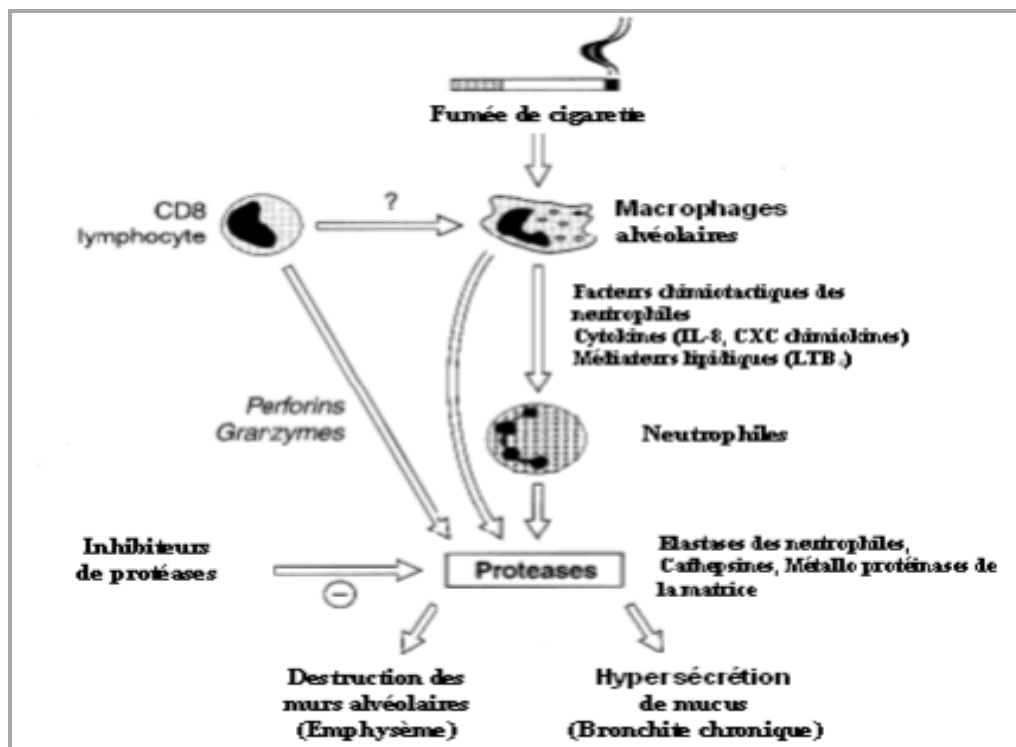 Fumée de cigarette
CD8
lymphocyte
?
Macrophages
alvéolaires
Facteurs chimiotactiques des
neutrophiles
Cytokines (IL-8, CXC chimiokines)
Médiateurs lipidiques (LTB₄)
Perforins
Granzymes
Neutrophiles
Inhibiteurs
de protéases
−
Proteases
Elastases des neutrophiles,
Cathepsines, Métallo protéinases de
la matrice
Destruction des
murs alvéolaires
(Emphysème)
Hypersécrétion
de mucus
(Bronchite chronique)